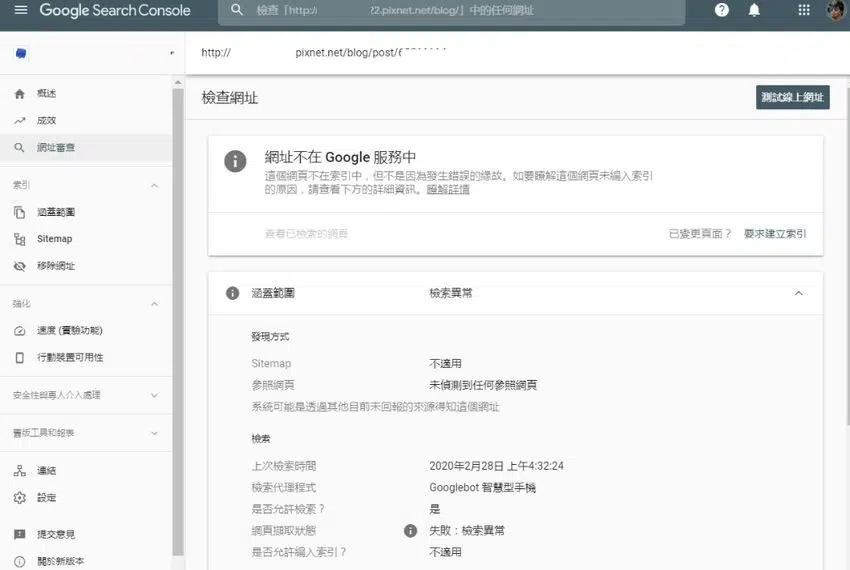 Google Search Console
檢查「http:// 22.pixnet.net/blog/」中的任何網址
http:// pixnet.net/blog/post/
概述
成效
網址審查
索引
涵蓋範圍
Sitemap
移除網址
強化
速度 (實驗功能)
行動裝置可用性
安全性與專人介入處理
舊版工具和報表
連結
設定
提交意見
關於新版本
檢查網址
測試線上網址
網址不在 Google 服務中
這個網頁不在索引中，但不是因為發生錯誤的緣故。如要瞭解這個網頁未編入索引
的原因，請查看下方的詳細資訊。瞭解詳情
查看已檢索的網頁
已變更頁面？ 要求建立索引
涵蓋範圍 檢索異常
發現方式
Sitemap 不適用
參照網頁 未偵測到任何參照網頁
系統可能是透過其他目前未回報的來源得知這個網址
檢索
上次檢索時間 2020年2月28日 上午4:32:24
檢索代理程式 Googlebot 智慧型手機
是否允許檢索？ 是
網頁擷取狀態 失敗：檢索異常
是否允許編入索引？ 不適用